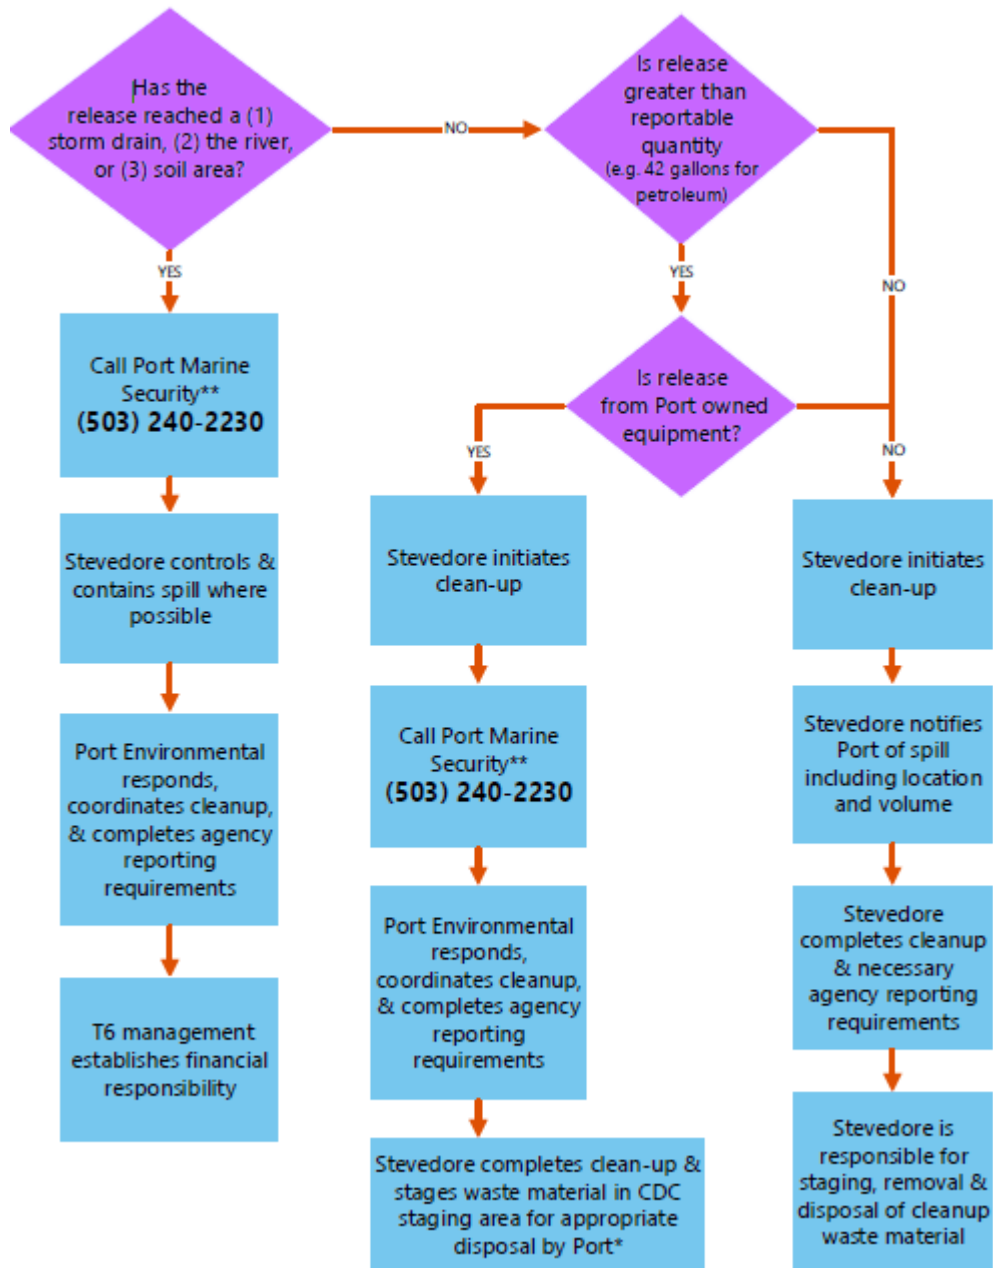 Has the
release reached a (1)
storm drain, (2) the river,
or (3) soil area?
NO
Is release
greater than
reportable
quantity
(e.g. 42 gallons for
petroleum)
YES
YES
NO
Call Port Marine
Security**
(503) 240-2230
Is release
from Port owned
equipment?
YES
NO
Stevedore controls &
contains spill where
possible
Stevedore initiates
clean-up
Stevedore initiates
clean-up
Port Environmental
responds,
coordinates cleanup,
& completes agency
reporting
requirements
Call Port Marine
Security**
(503) 240-2230
Stevedore notifies
Port of spill
including location
and volume
T6 management
establishes financial
responsibility
Port Environmental
responds,
coordinates cleanup,
& completes agency
reporting
requirements
Stevedore
completes cleanup
& necessary
agency reporting
requirements
Stevedore completes clean-up &
stages waste material in CDC
staging area for appropriate
disposal by Port*
Stevedore is
responsible for
staging, removal &
disposal of cleanup
waste material